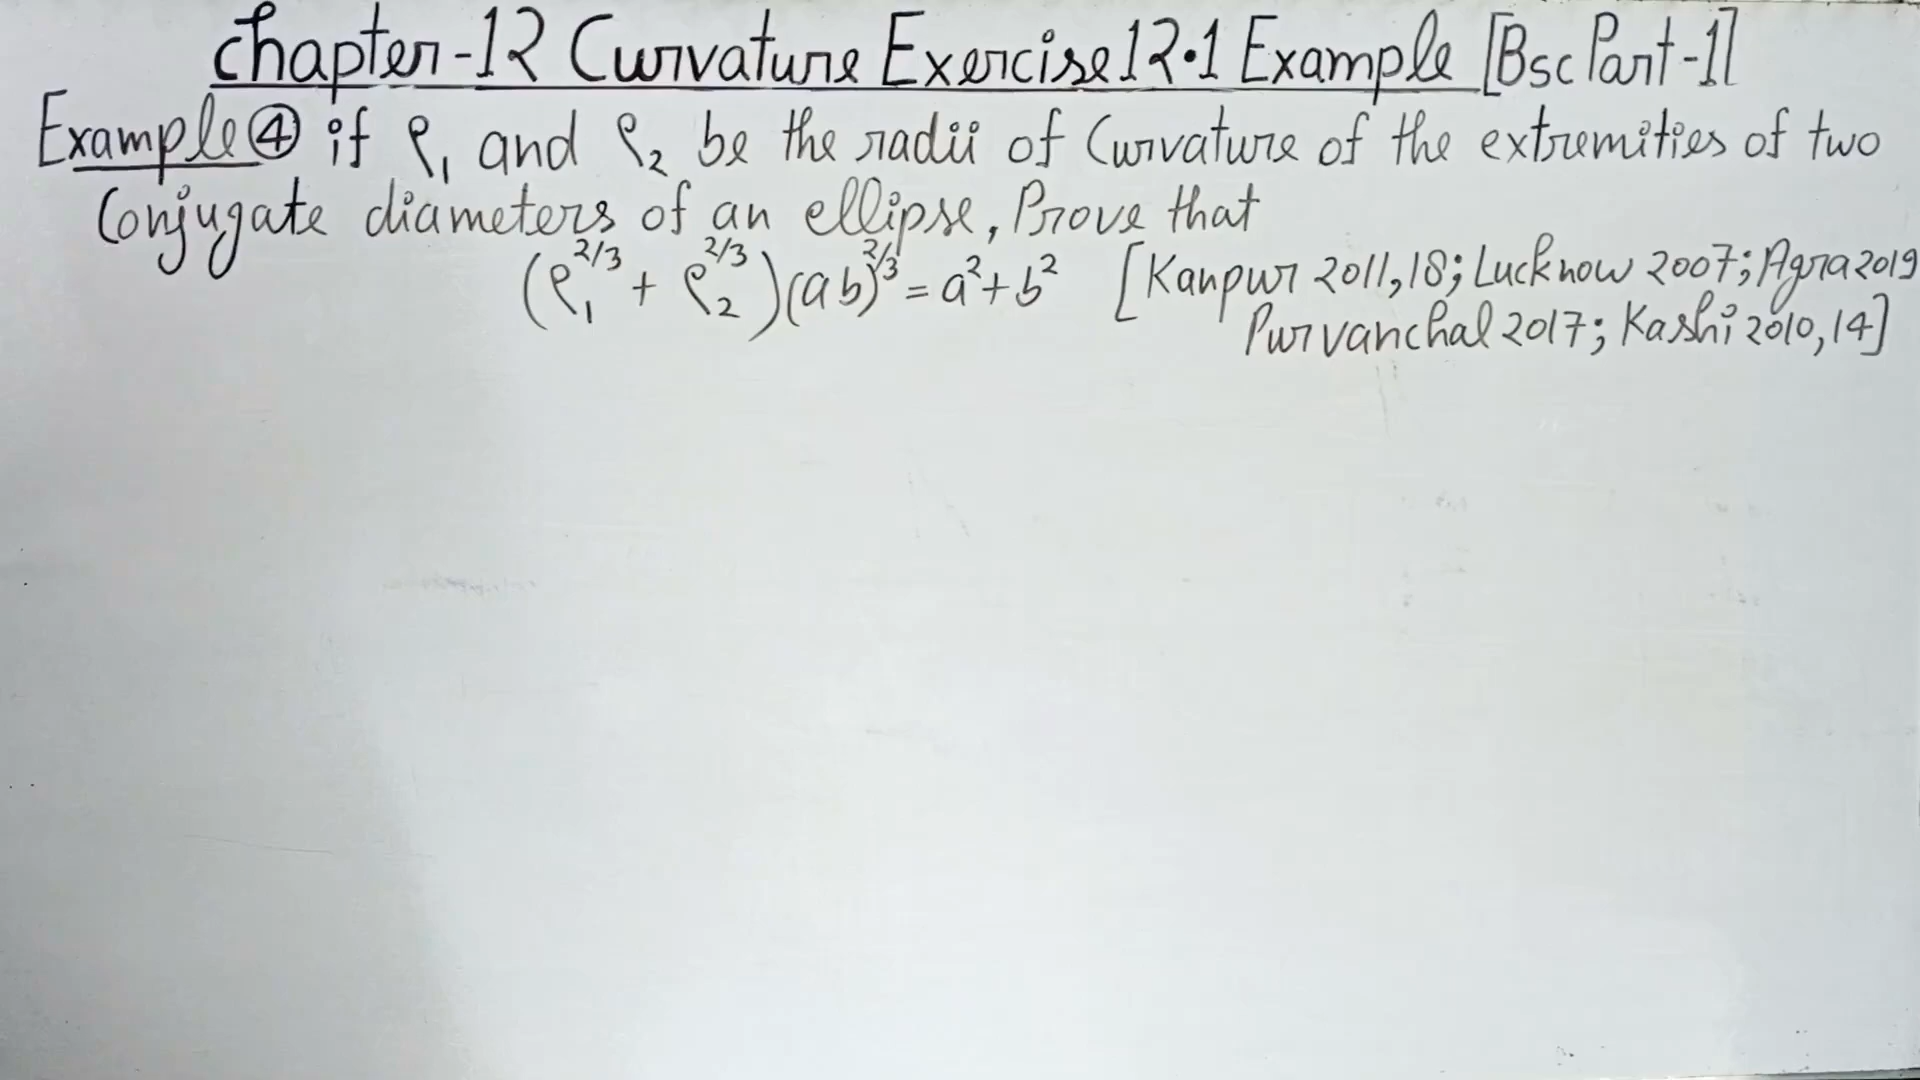 Chapter-12 Curvature Exercise 12.1 Example [Bsc Part-1]
Example ④ if ρ₁ and ρ₂ be the radii of Curvature of the extremities of two
Conjugate diameters of an ellipse, Prove that
(ρ₁^2/3 + ρ₂^2/3)(ab)^2/3 = a²+b² [Kanpur 2011,18; Lucknow 2007; Agra 2019
Purvanchal 2017; Kashi 2010,14]